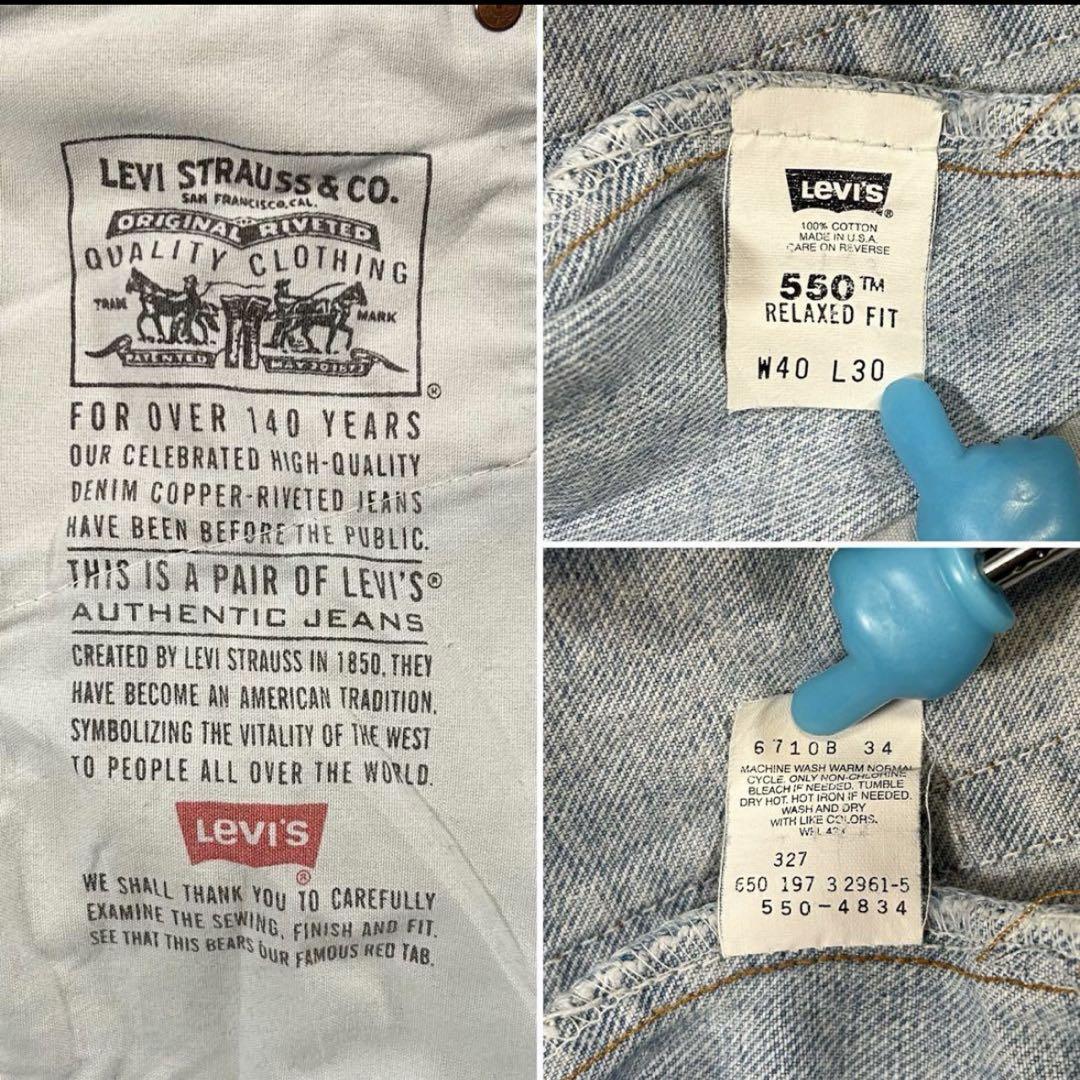 LEVI STRAUSS & CO.
SAN FRANCISCO, CAL.
ORIGINAL RIVETED
QUALITY CLOTHING
TRADE MARK
PATENTED MAY 20 1873
®
FOR OVER 140 YEARS
OUR CELEBRATED HIGH-QUALITY
DENIM COPPER-RIVETED JEANS
HAVE BEEN BEFORE THE PUBLIC.
THIS IS A PAIR OF LEVI'S®
AUTHENTIC JEANS
CREATED BY LEVI STRAUSS IN 1850, THEY
HAVE BECOME AN AMERICAN TRADITION,
SYMBOLIZING THE VITALITY OF THE WEST
TO PEOPLE ALL OVER THE WORLD.
LEVI'S
®
WE SHALL THANK YOU TO CAREFULLY
EXAMINE THE SEWING, FINISH AND FIT.
SEE THAT THIS BEARS OUR FAMOUS RED TAB.
LEVI'S
®
100% COTTON
MADE IN U.S.A.
CARE ON REVERSE
550™
RELAXED FIT
W40 L30
6710B 34
MACHINE WASH WARM NORMAL
CYCLE. ONLY NON-CHLORINE
BLEACH IF NEEDED. TUMBLE
DRY HOT. HOT IRON IF NEEDED.
WASH AND DRY
WITH LIKE COLORS.
327
650 197 3 2961-5
550-4834